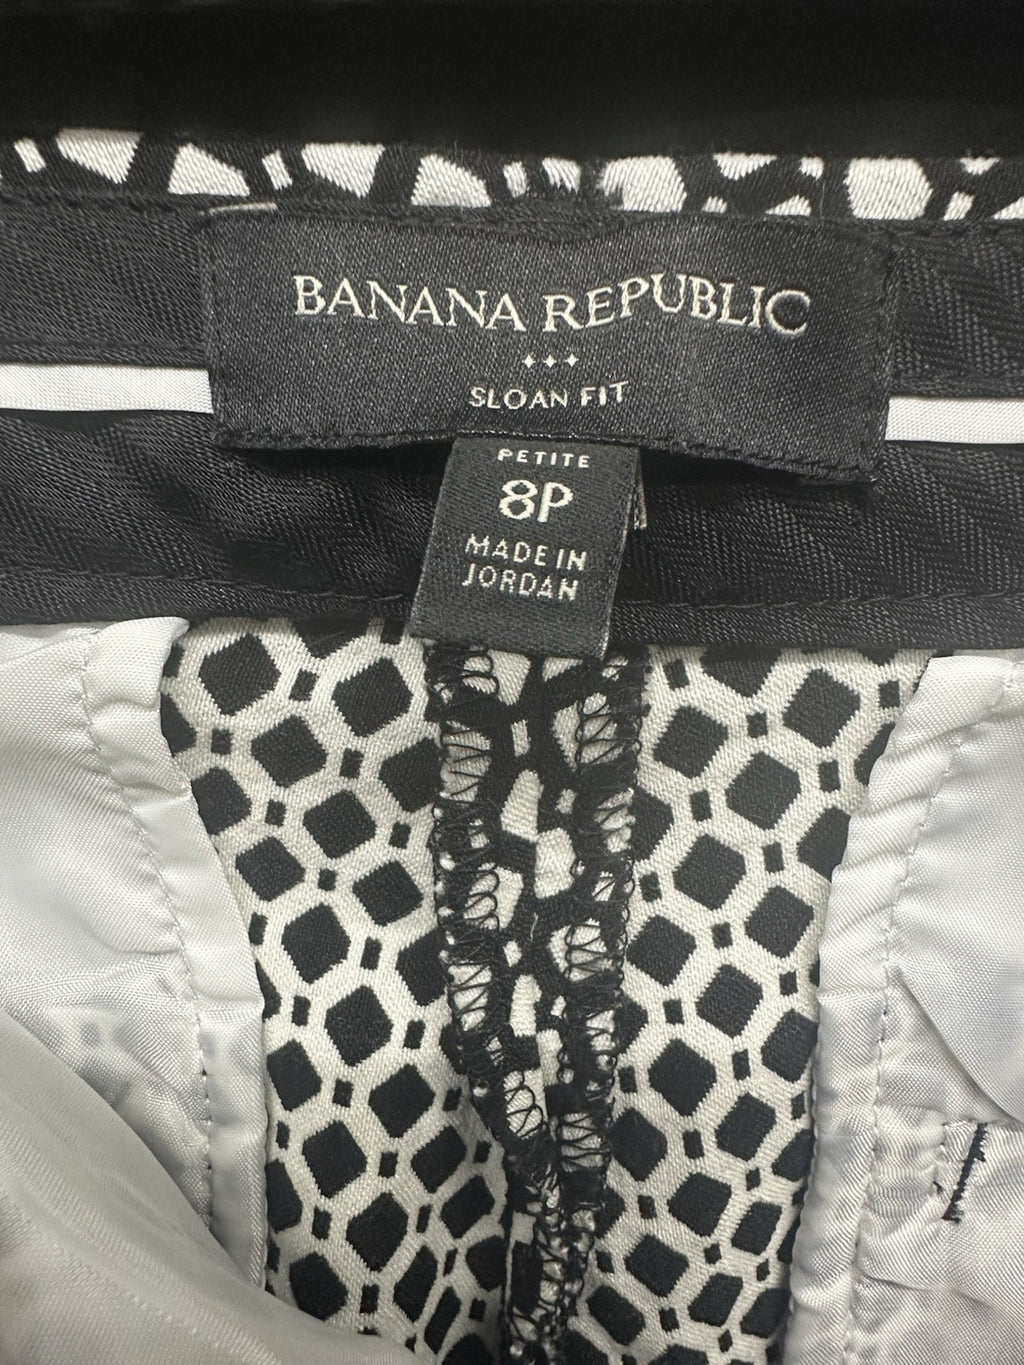 BANANA REPUBLIC
SLOAN FIT
PETITE
8P
MADE IN
JORDAN